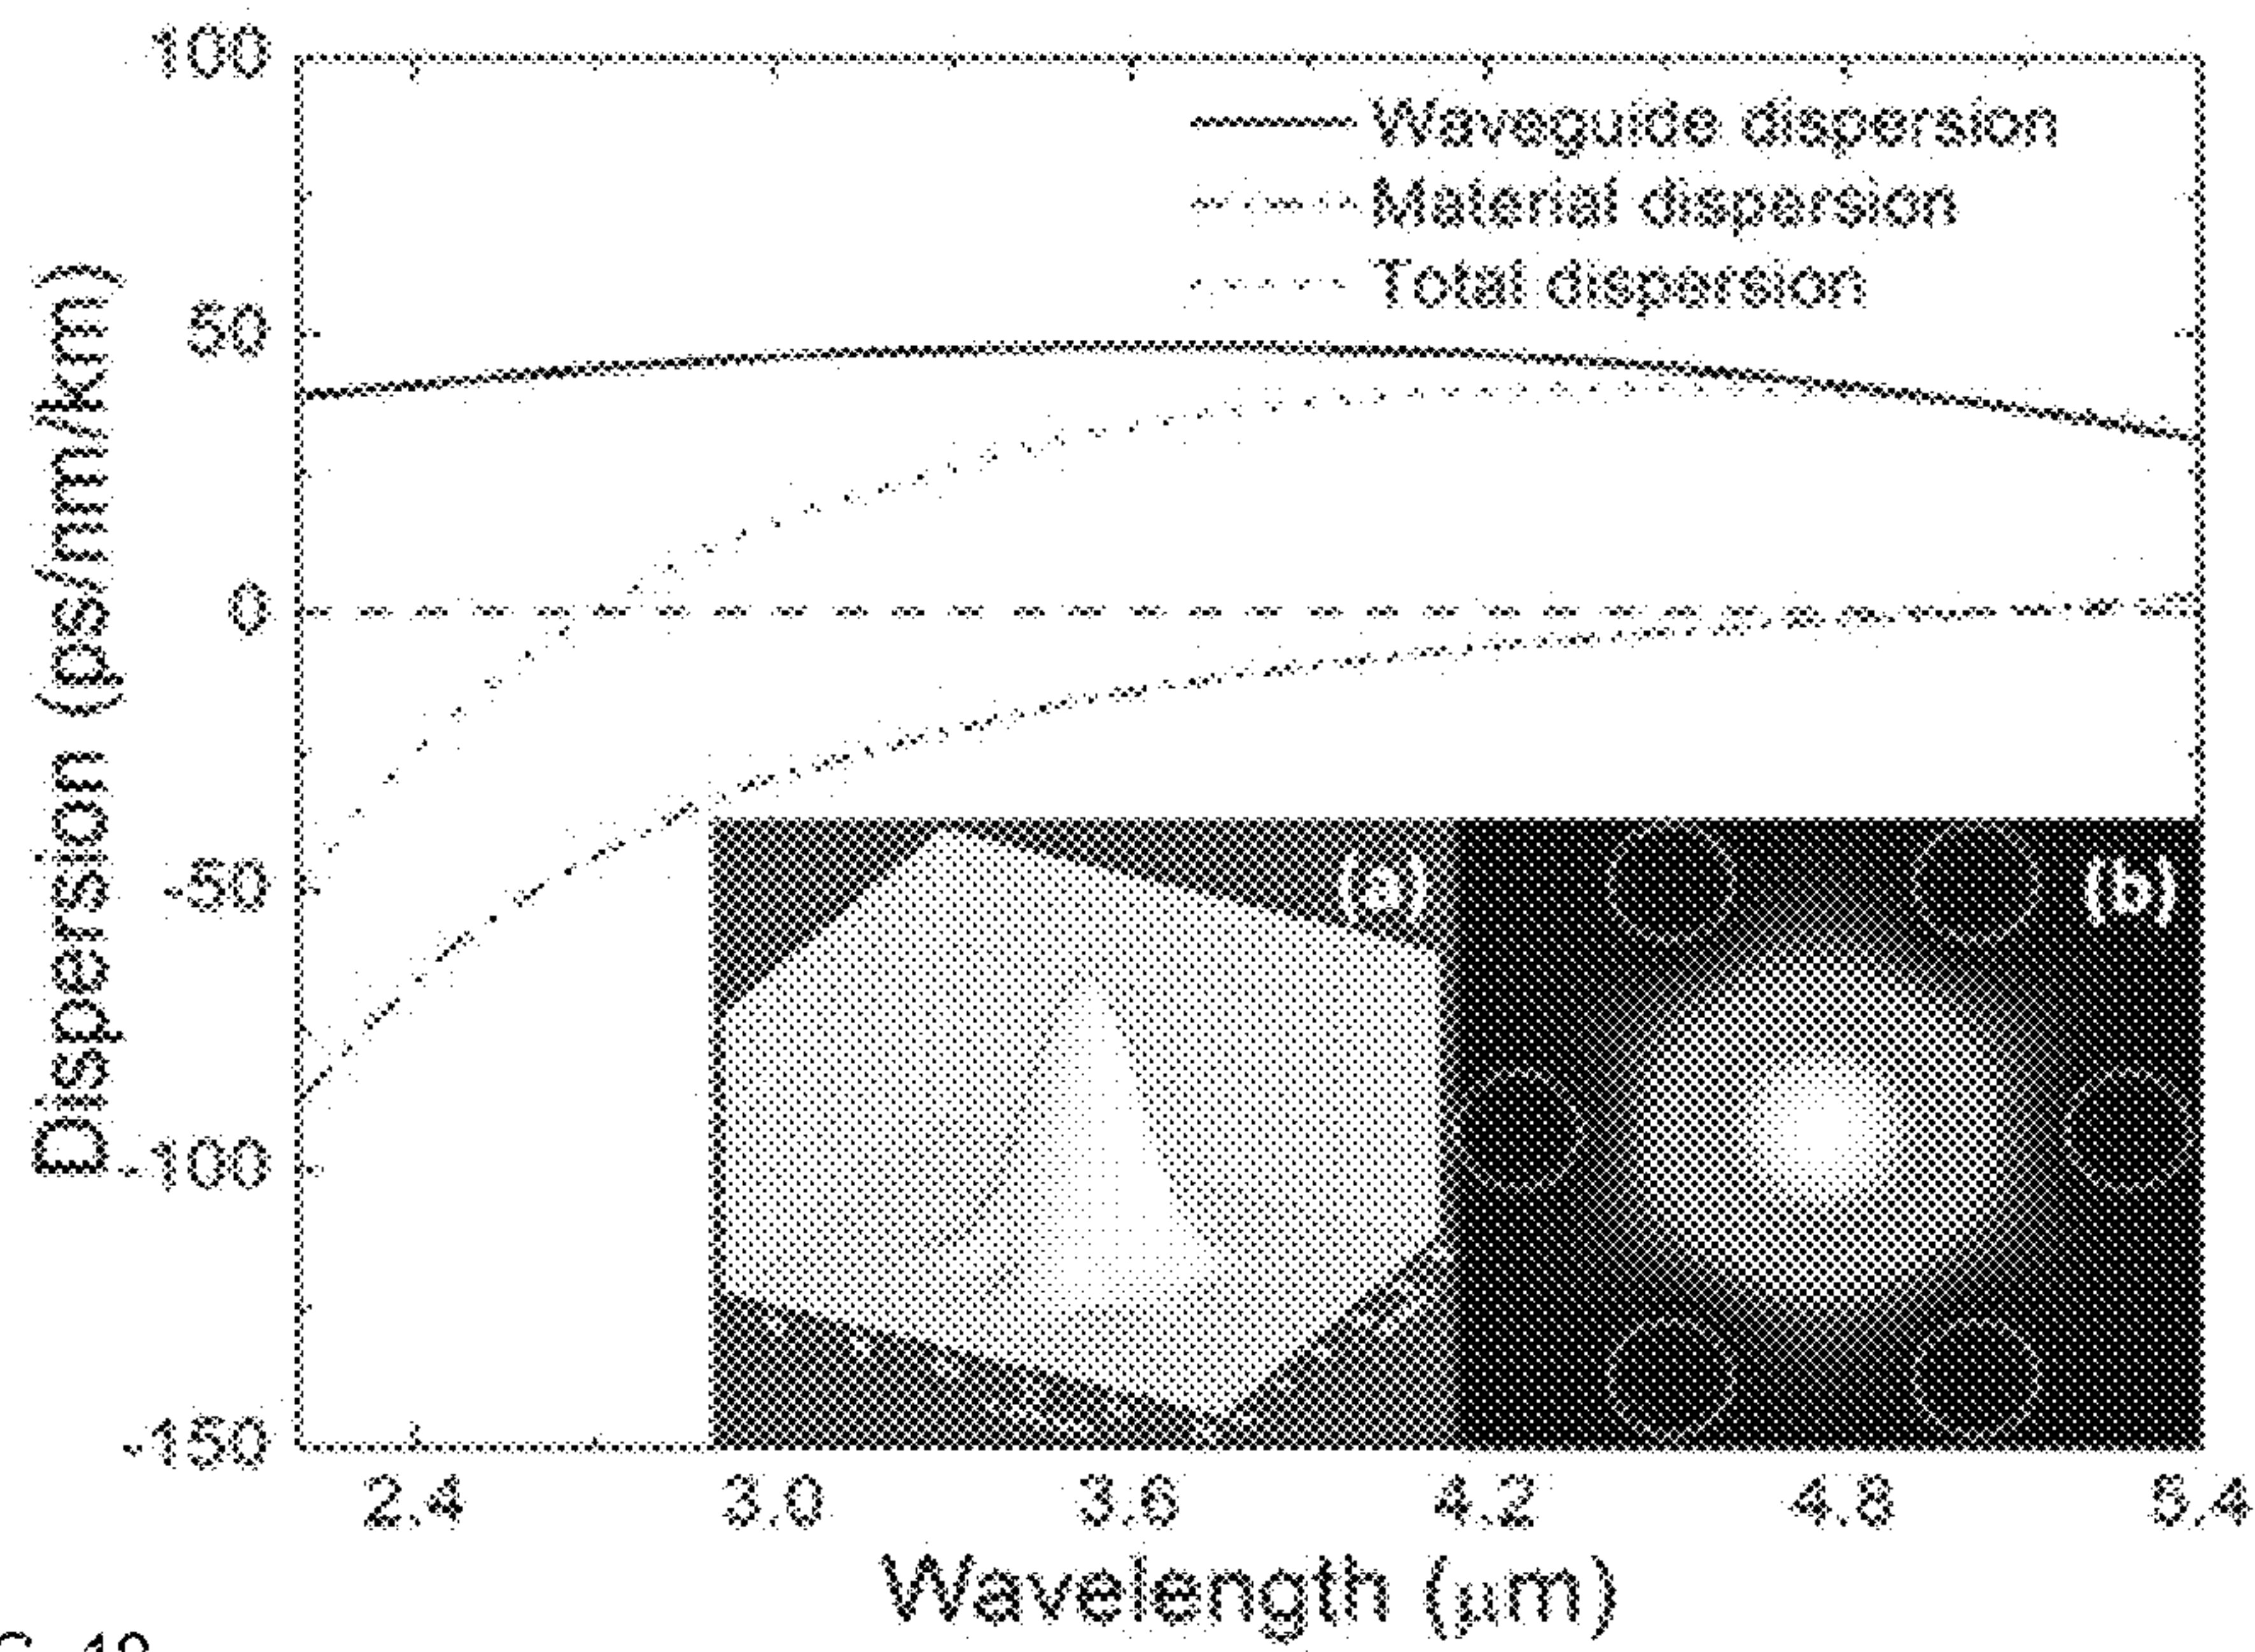 100
Waveguide dispersion
Material dispersion
Total dispersion
50
0
-50
-100
-150
Dispersion (ps/nm/km)
(a)
(b)
2.4 3.0 3.6 4.2 4.8 5.4
Wavelength (μm)